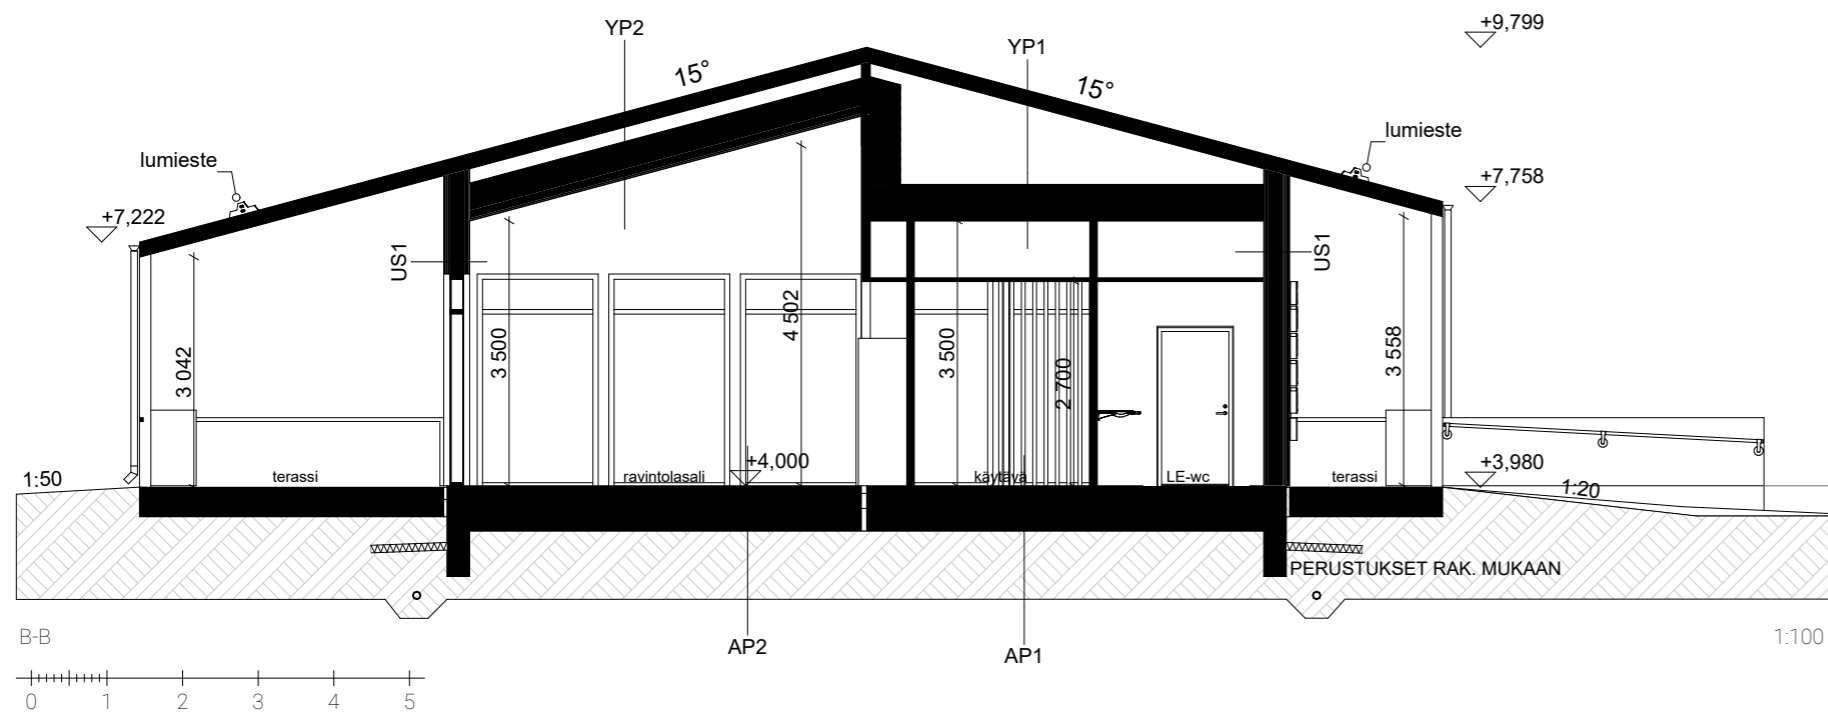 YP2
+9,799
YP1
15°
15°
lumieste
lumieste
+7,758
+7,222
US1
US1
4 502
3 500
3 500
3 558
3 042
2 700
+4,000
+3,980
1:50
terassi
ravintolasali
käytävä
LE-wc
terassi
1:20
PERUSTUKSET RAK. MUKAAN
B-B
1:100
AP2
AP1
0 1 2 3 4 5